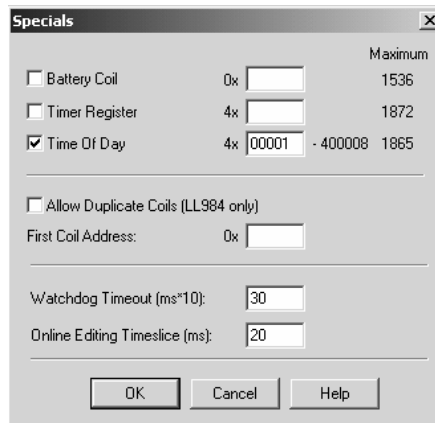 Specials
Maximum
Battery Coil 0x 1536
Timer Register 4x 1872
Time Of Day 4x 00001 - 400008 1865
Allow Duplicate Coils (LL984 only)
First Coil Address: 0x
Watchdog Timeout (ms*10): 30
Online Editing Timeslice (ms): 20
OK Cancel Help